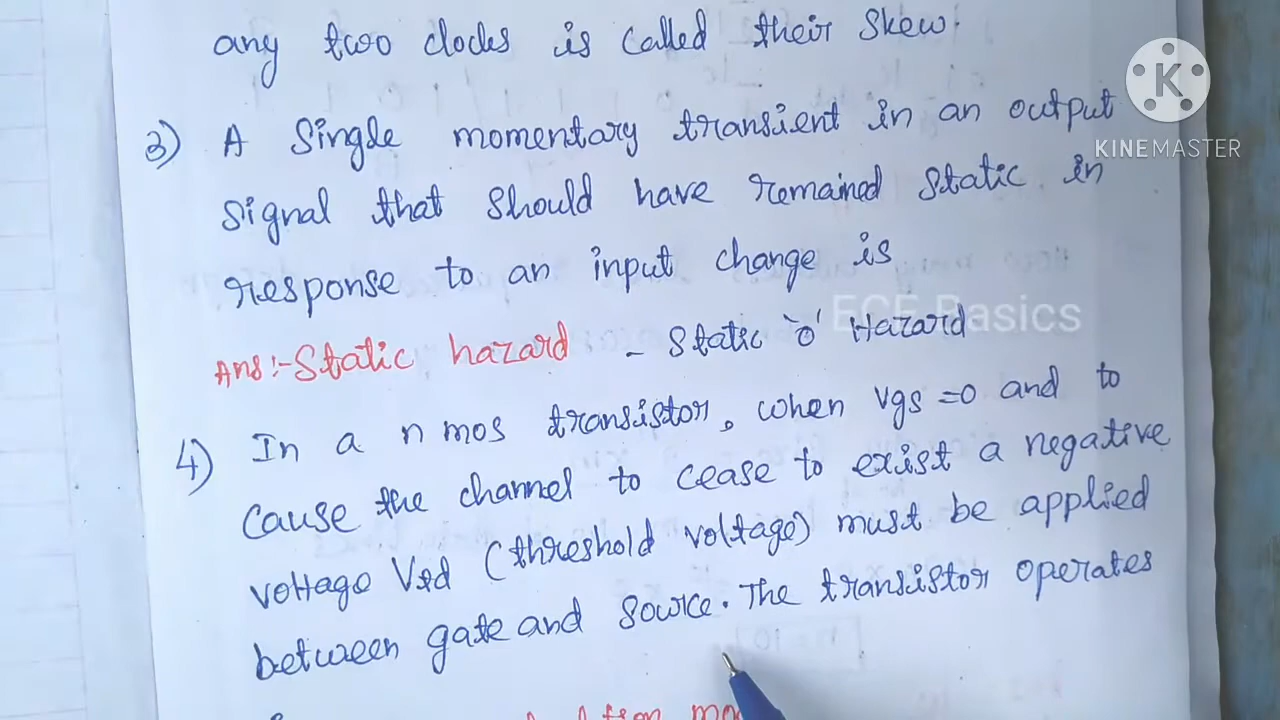 any two clocks is called their skew.
3) A Single momentary transient in an output
signal that should have remained static in
response to an input change is
Ans:- Static hazard - Static 'o' Hazard
4) In a n mos transistor, when Vgs =0 and to
cause the channel to cease to exist a negative
voltage Vtd (threshold voltage) must be applied
between gate and source. The transistor operates
K
KINEMASTER
ECE Basics